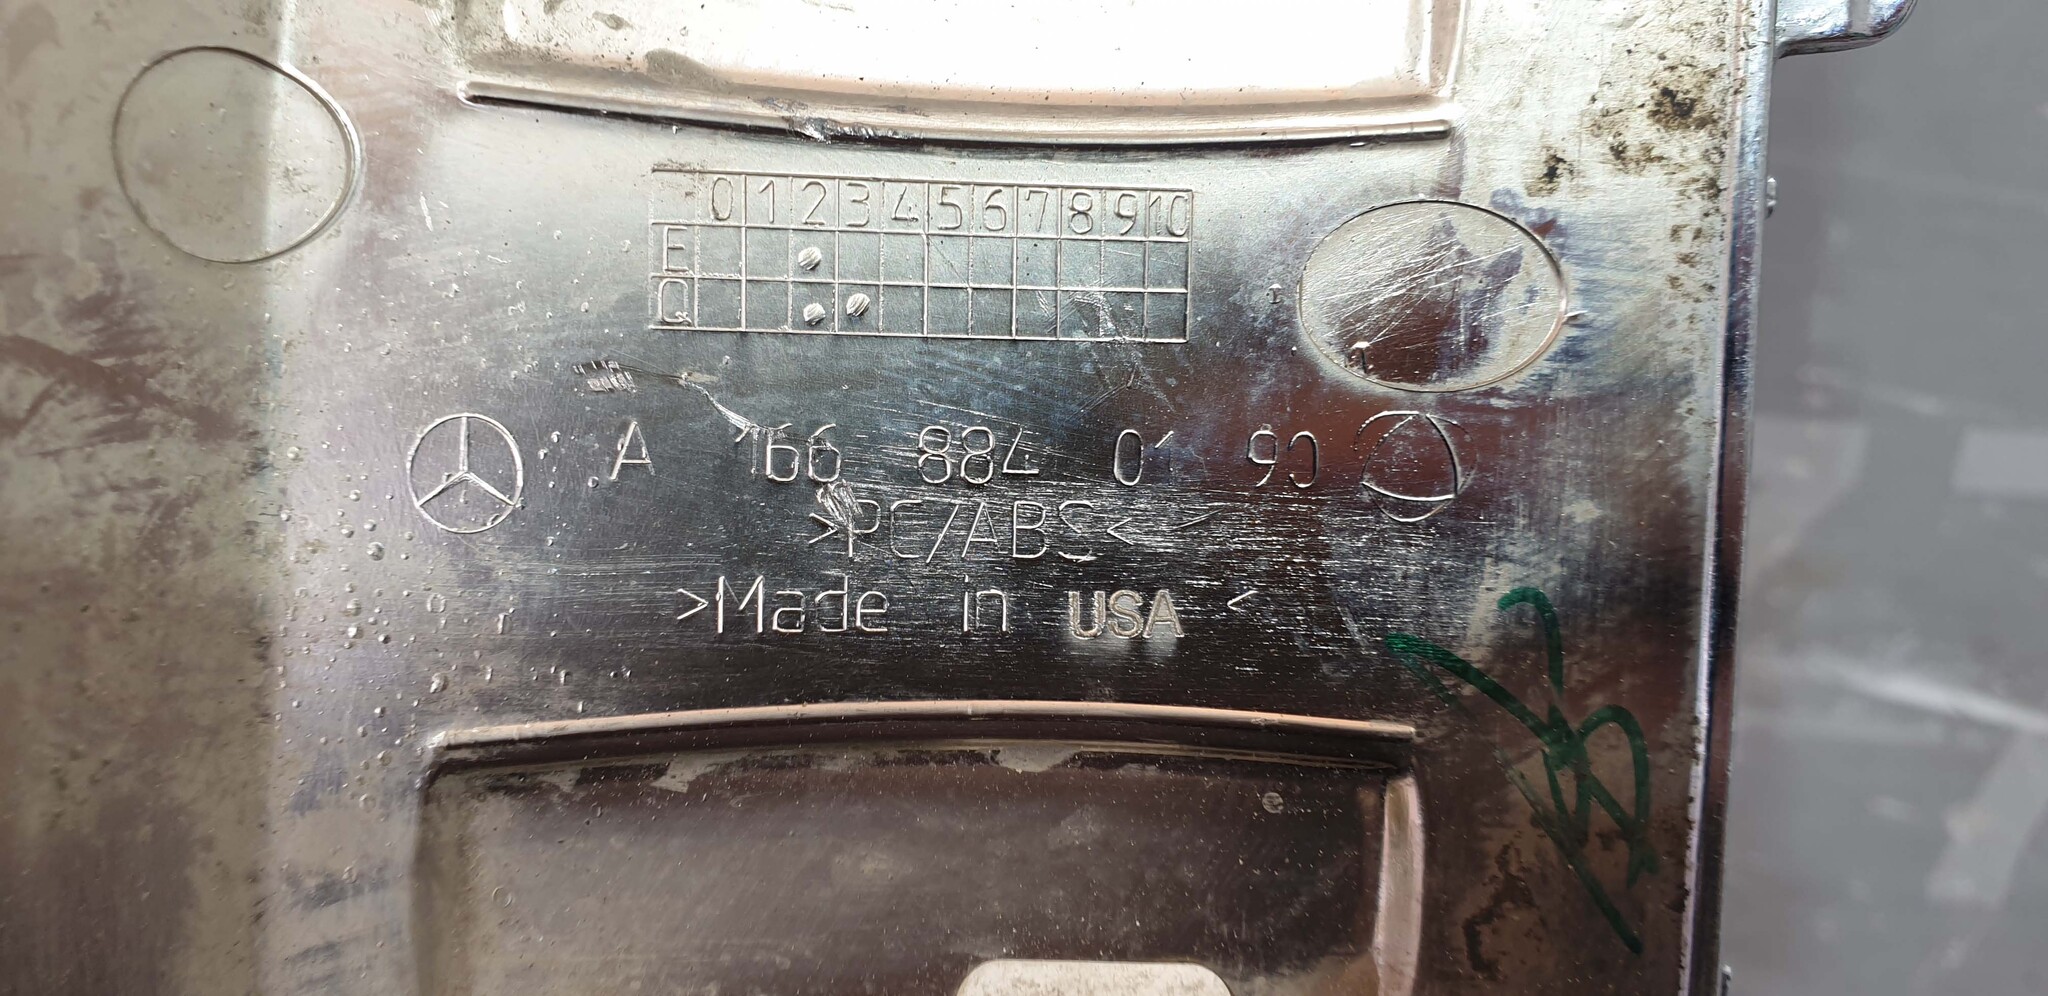 0 1 2 3 4 5 6 7 8 9 10
E
Q
A 166 884 01 90
>PC/ABS<
>Made in USA <